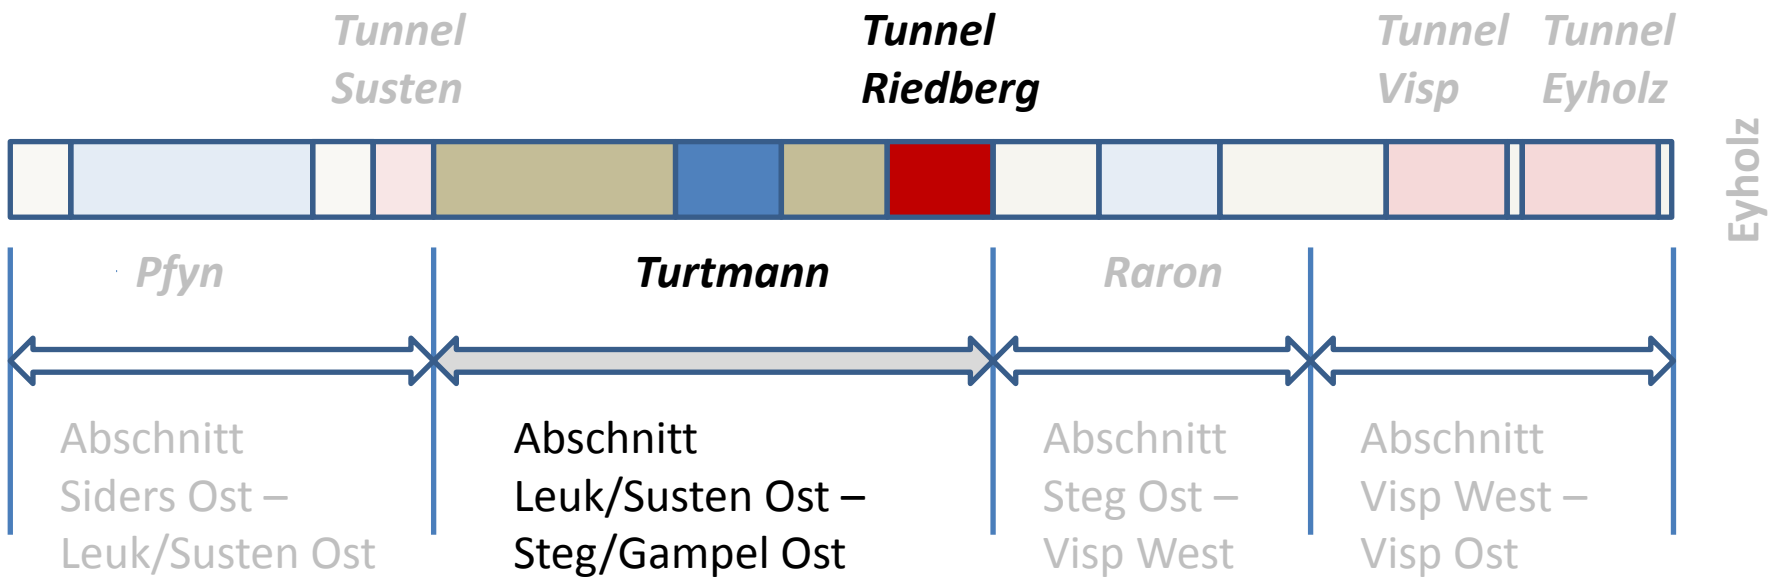 Tunnel
Susten
Tunnel
Riedberg
Tunnel
Visp
Tunnel
Eyholz
Eyholz
Pfyn
Turtmann
Raron
Abschnitt
Siders Ost –
Leuk/Susten Ost
Abschnitt
Leuk/Susten Ost –
Steg/Gampel Ost
Abschnitt
Steg Ost –
Visp West
Abschnitt
Visp West –
Visp Ost